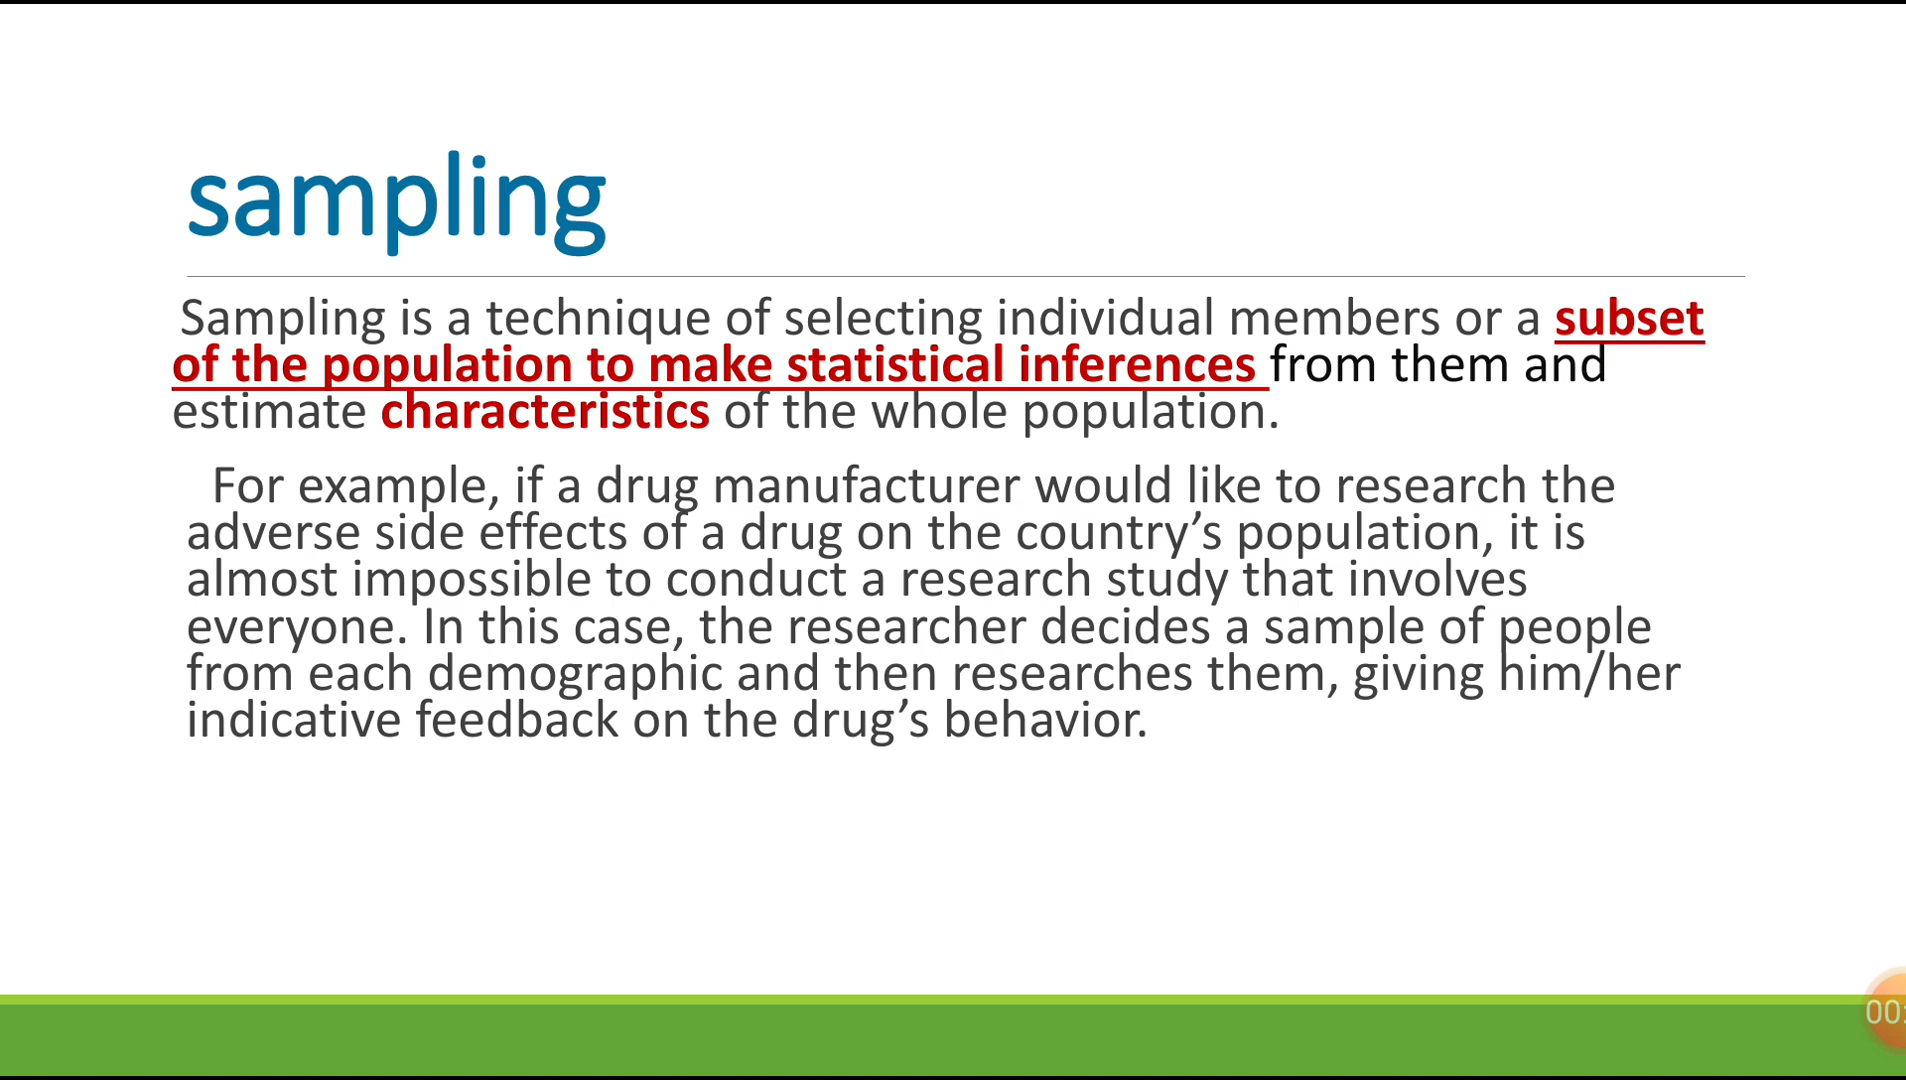 sampling
Sampling is a technique of selecting individual members or a subset
of the population to make statistical inferences from them and
estimate characteristics of the whole population.
For example, if a drug manufacturer would like to research the
adverse side effects of a drug on the country’s population, it is
almost impossible to conduct a research study that involves
everyone. In this case, the researcher decides a sample of people
from each demographic and then researches them, giving him/her
indicative feedback on the drug’s behavior.
00: